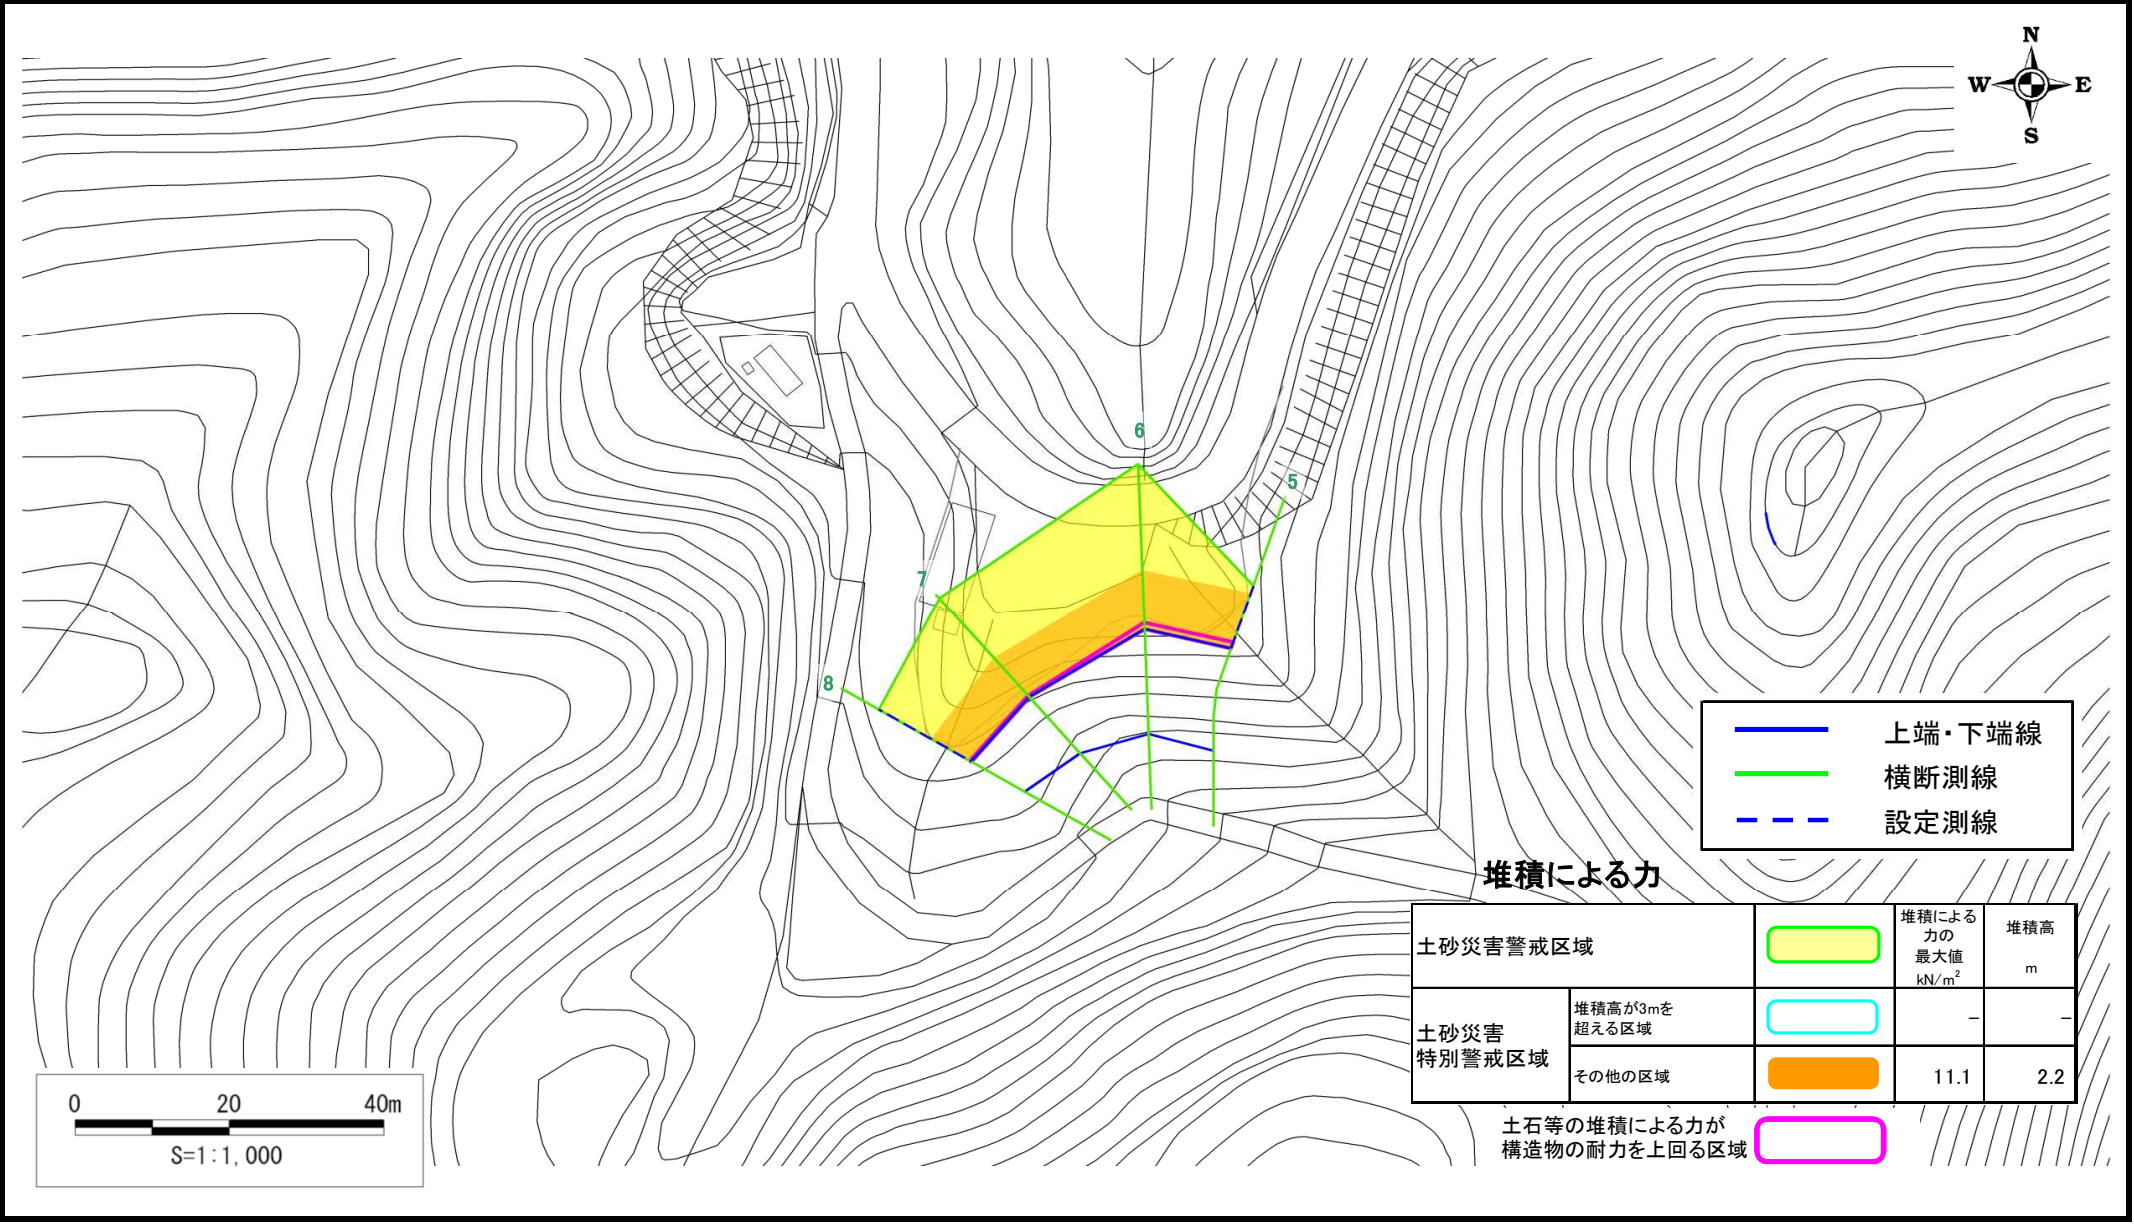 N
W E
S
6
5
7
8
上端・下端線
横断測線
設定測線
堆積による力
土砂災害警戒区域
堆積による
力の
最大値
kN/m²
堆積高
m
土砂災害
特別警戒区域
堆積高が3mを
超える区域
－
－
その他の区域
11.1
2.2
土石等の堆積による力が
構造物の耐力を上回る区域
0 20 40m
S=1:1,000